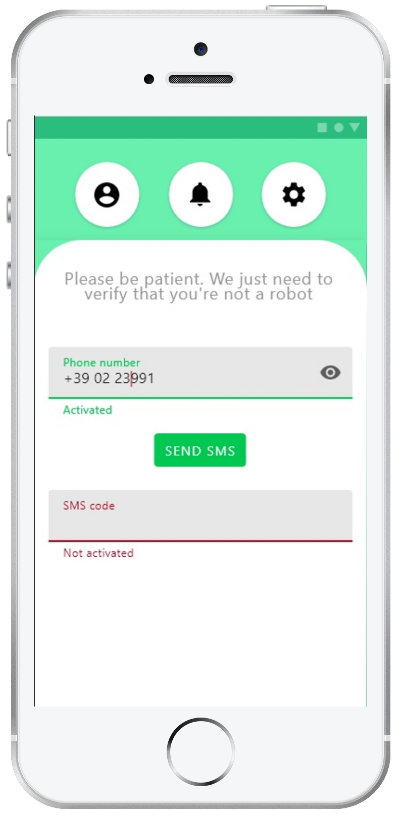 Please be patient. We just need to
verify that you're not a robot
Phone number
+39 02 23991
Activated
SEND SMS
SMS code
Not activated